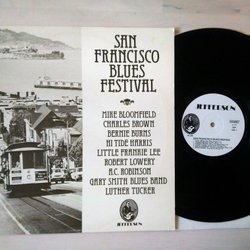 SAN
FRANCISCO
BLUES
FESTIVAL
MIKE BLOOMFIELD
CHARLES BROWN
BERNIE BURNS
HI TIDE HARRIS
LITTLE FRANKIE LEE
ROBERT LOWERY
A.C. ROBINSON
GARY SMITH BLUES BAND
LUTHER TUCKER
JEFFERSON
JEFFERSON